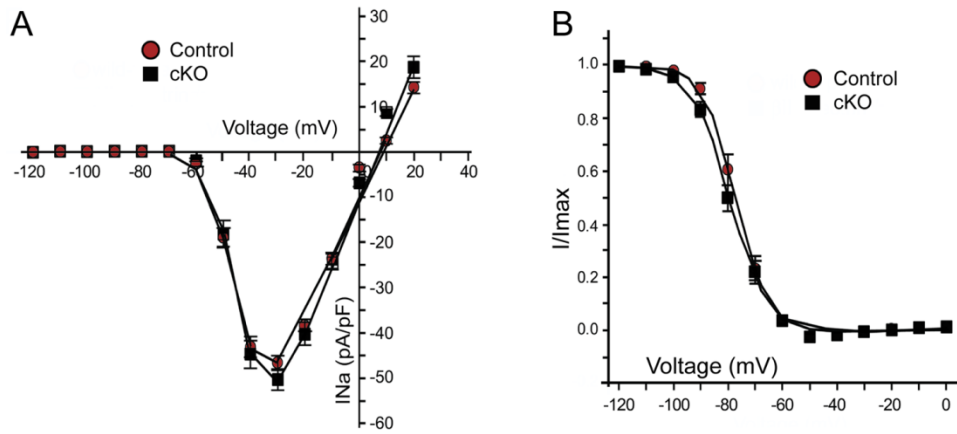 A
30
Control
cKO
20
10
Voltage (mV)
-120 -100 -80 -60 -40 -20 0 20 40
-10
-20
-30
-40
-50
-60
INa (pA/pF)
B
1.0
Control
cKO
0.8
0.6
0.4
0.2
0.0
I/Imax
Voltage (mV)
-120 -100 -80 -60 -40 -20 0